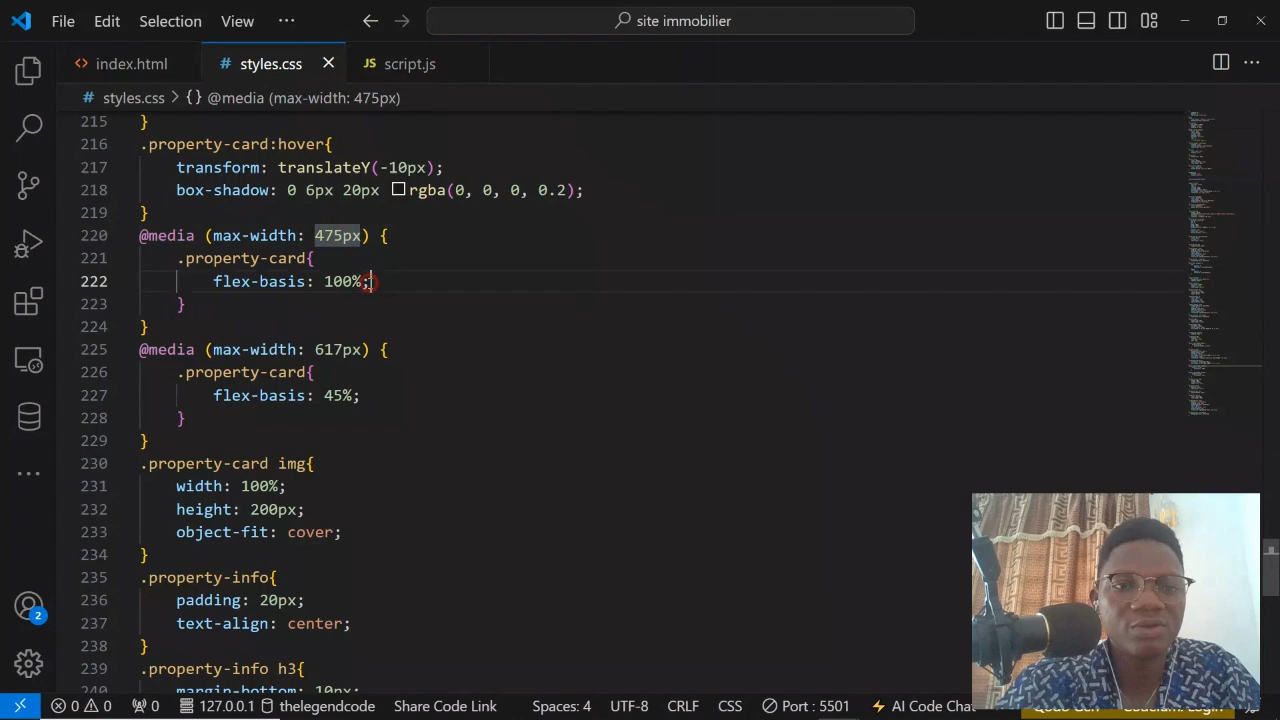 File Edit Selection View ··· site immobilier
index.html styles.css JS script.js
styles.css > {} @media (max-width: 475px)
215 }
216 .property-card:hover{
217 transform: translateY(-10px);
218 box-shadow: 0 6px 20px rgba(0, 0, 0, 0.2);
219 }
220 @media (max-width: 475px) {
221 .property-card{
222 flex-basis: 100%;
223 }
224 }
225 @media (max-width: 617px) {
226 .property-card{
227 flex-basis: 45%;
228 }
229 }
230 .property-card img{
231 width: 100%;
232 height: 200px;
233 object-fit: cover;
234 }
235 .property-info{
236 padding: 20px;
237 text-align: center;
238 }
239 .property-info h3{
240 margin-bottom: 10px;
2
0 0 0 127.0.0.1 thelegendcode Share Code Link Spaces: 4 UTF-8 CRLF CSS Port : 5501 AI Code Chat